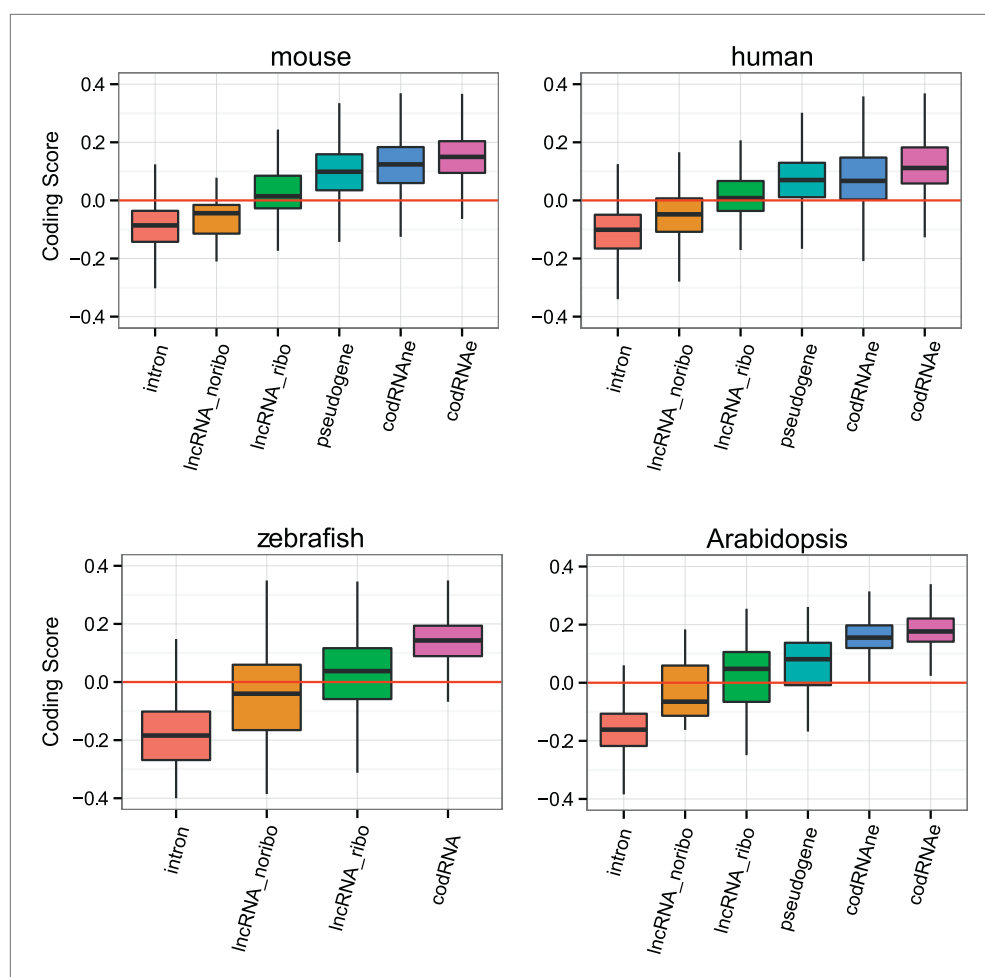 mouse
human
Coding Score
0.4
0.2
0.0
−0.2
−0.4
0.4
0.2
0.0
−0.2
−0.4
intron
lncRNA_noribo
lncRNA_ribo
pseudogene
codRNAne
codRNAe
intron
lncRNA_noribo
lncRNA_ribo
pseudogene
codRNAne
codRNAe
zebrafish
Arabidopsis
Coding Score
0.4
0.2
0.0
−0.2
−0.4
0.4
0.2
0.0
−0.2
−0.4
intron
lncRNA_noribo
lncRNA_ribo
codRNA
intron
lncRNA_noribo
lncRNA_ribo
pseudogene
codRNAne
codRNAe